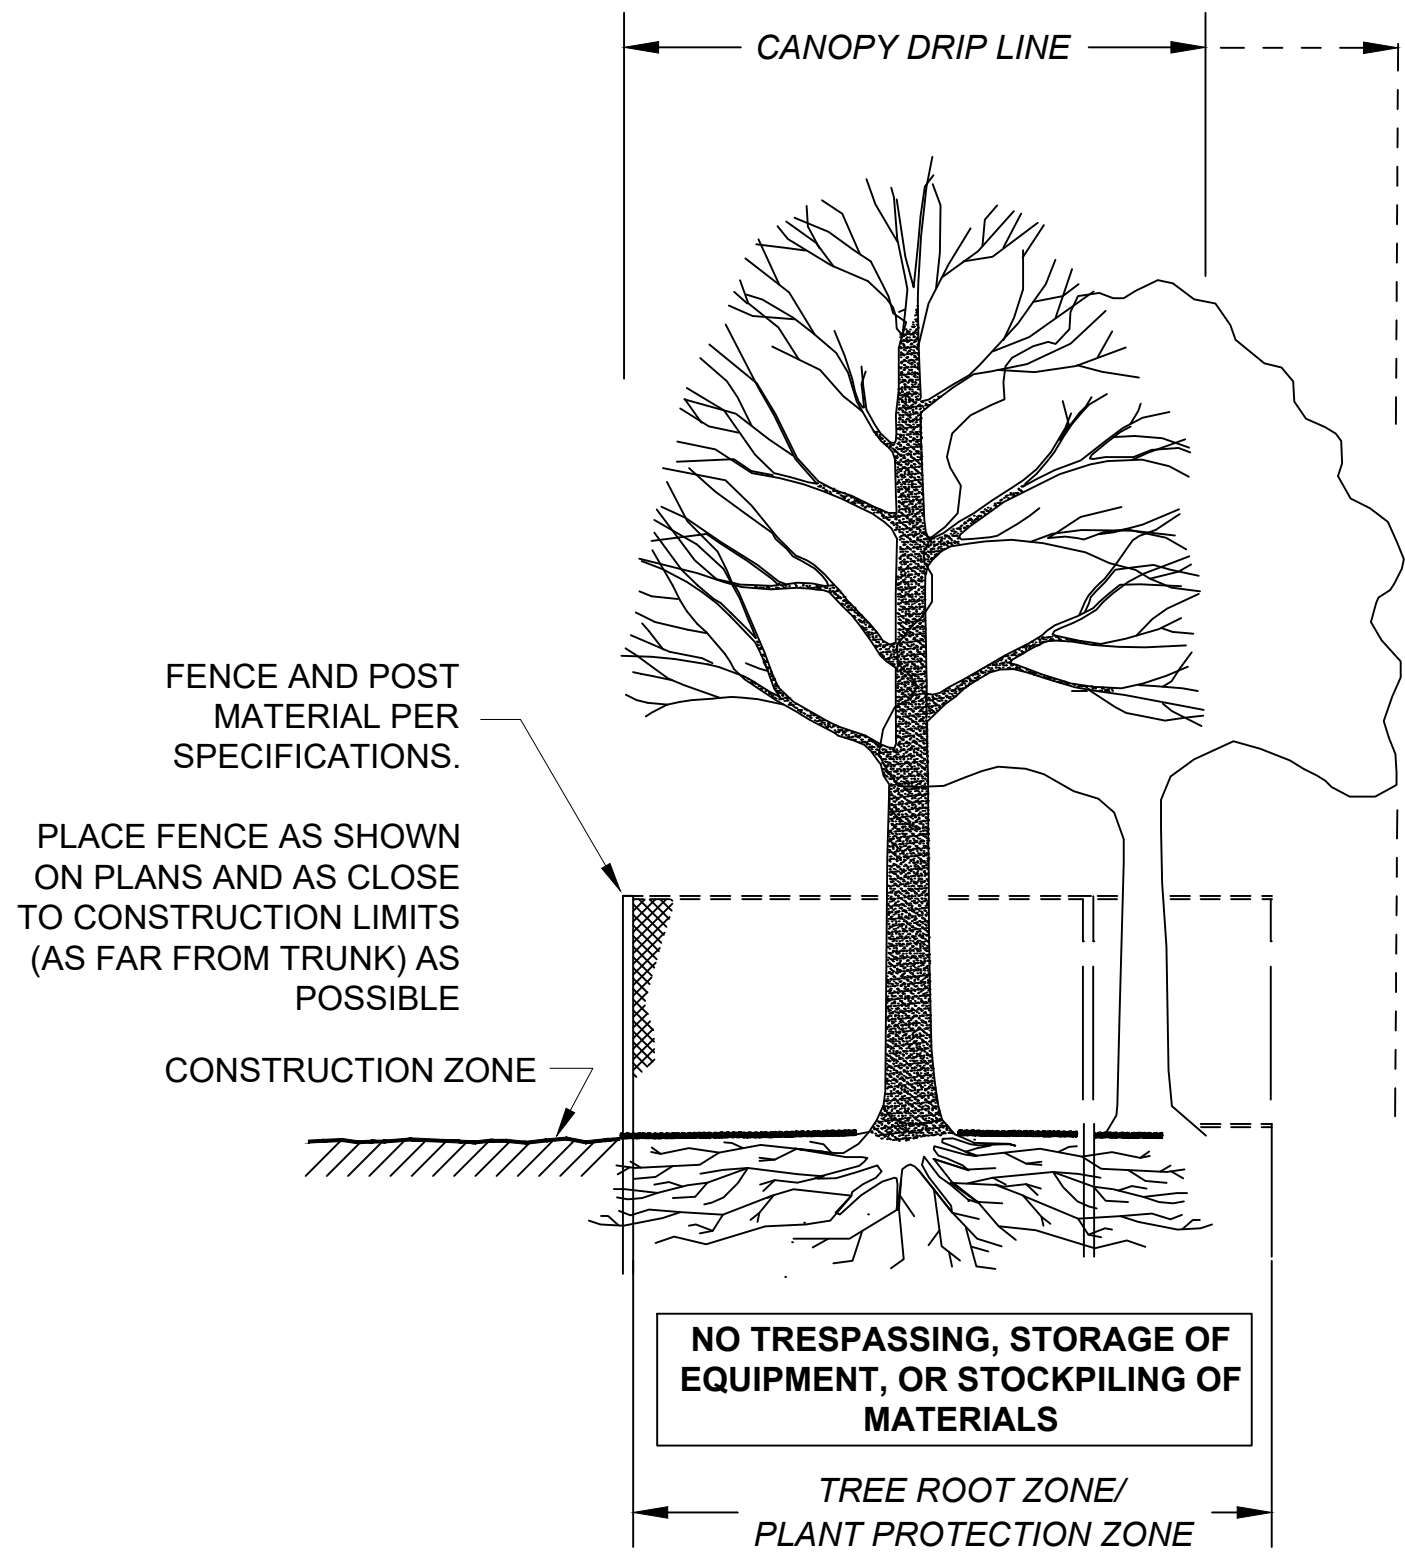 CANOPY DRIP LINE
FENCE AND POST
MATERIAL PER
SPECIFICATIONS.
PLACE FENCE AS SHOWN
ON PLANS AND AS CLOSE
TO CONSTRUCTION LIMITS
(AS FAR FROM TRUNK) AS
POSSIBLE
CONSTRUCTION ZONE
NO TRESPASSING, STORAGE OF
EQUIPMENT, OR STOCKPILING OF
MATERIALS
TREE ROOT ZONE/
PLANT PROTECTION ZONE